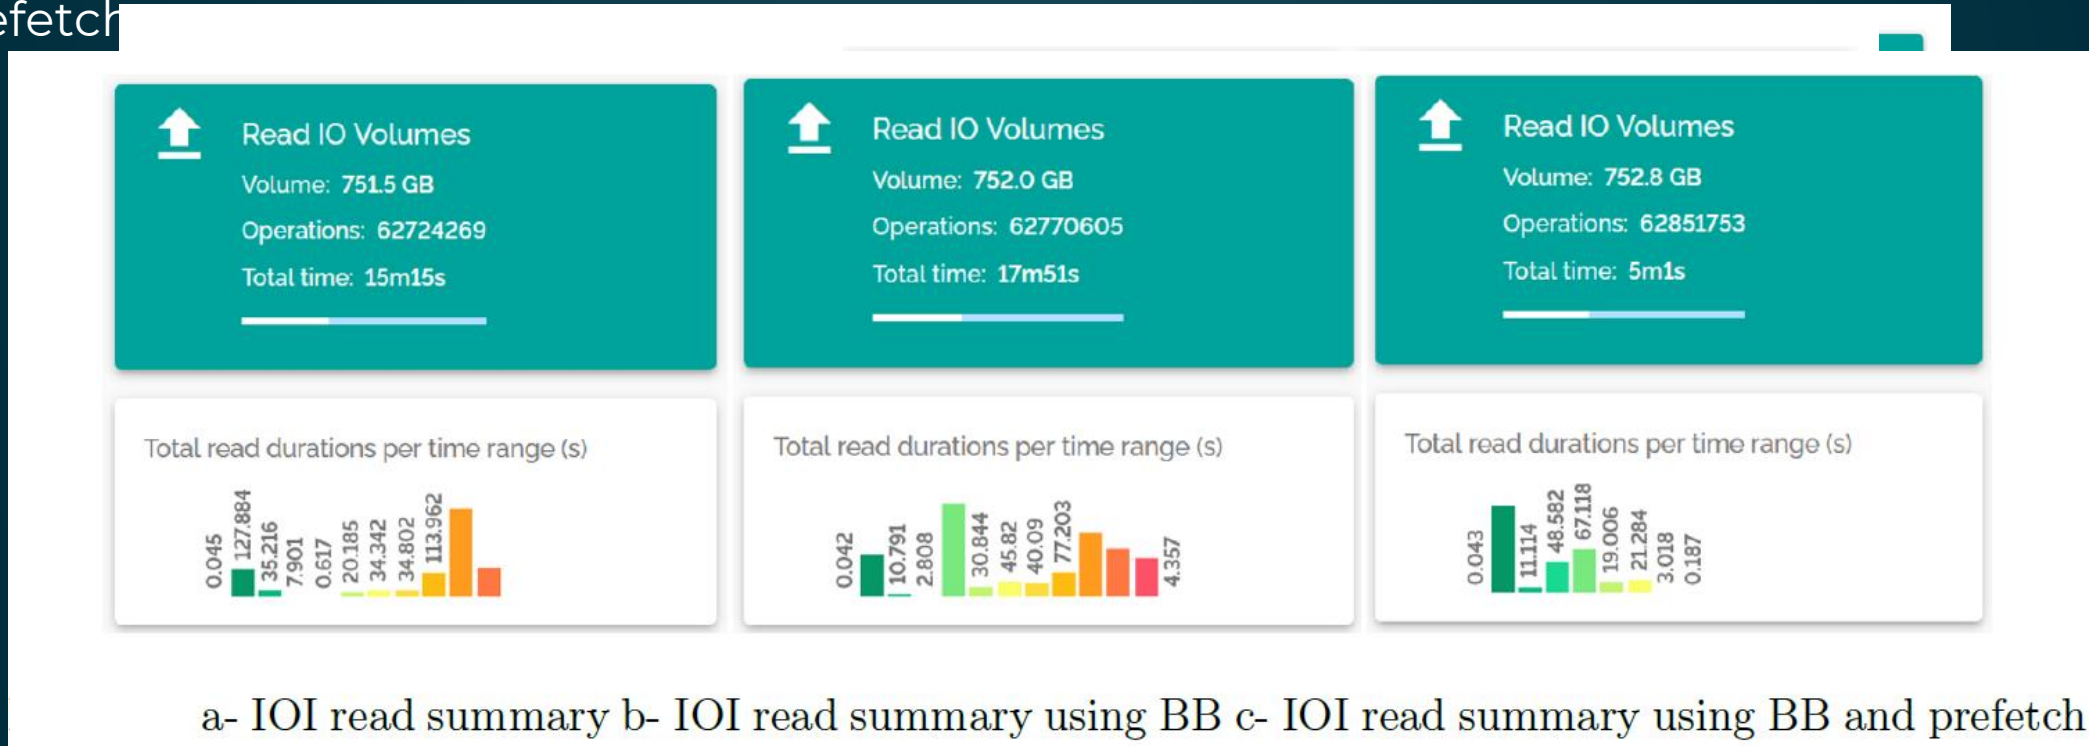 efetch
Read IO Volumes
Volume: 751.5 GB
Operations: 62724269
Total time: 15m15s
Read IO Volumes
Volume: 752.0 GB
Operations: 62770605
Total time: 17m51s
Read IO Volumes
Volume: 752.8 GB
Operations: 62851753
Total time: 5m1s
Total read durations per time range (s)
0.045
127.884
35.216
7.901
0.617
20.185
34.342
34.802
113.962
Total read durations per time range (s)
0.042
10.791
2.808
30.844
45.82
40.09
77.203
4.357
Total read durations per time range (s)
0.043
11.114
48.582
67.118
19.006
21.284
3.018
0.187
a- IOI read summary b- IOI read summary using BB c- IOI read summary using BB and prefetch